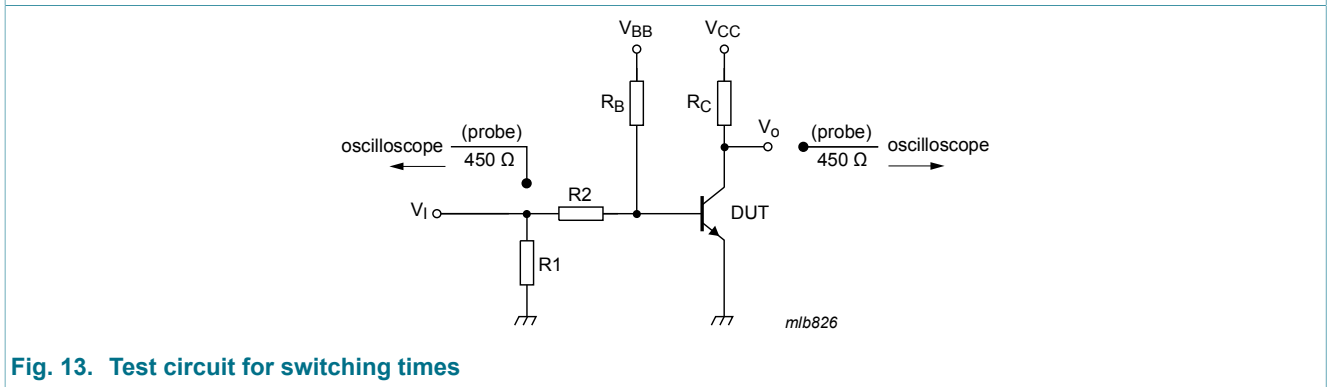 V_BB V_CC
R_B R_C
V_o
oscilloscope (probe) 450 Ω
(probe) 450 Ω oscilloscope
R2
V_I
DUT
R1
mlb826
Fig. 13. Test circuit for switching times